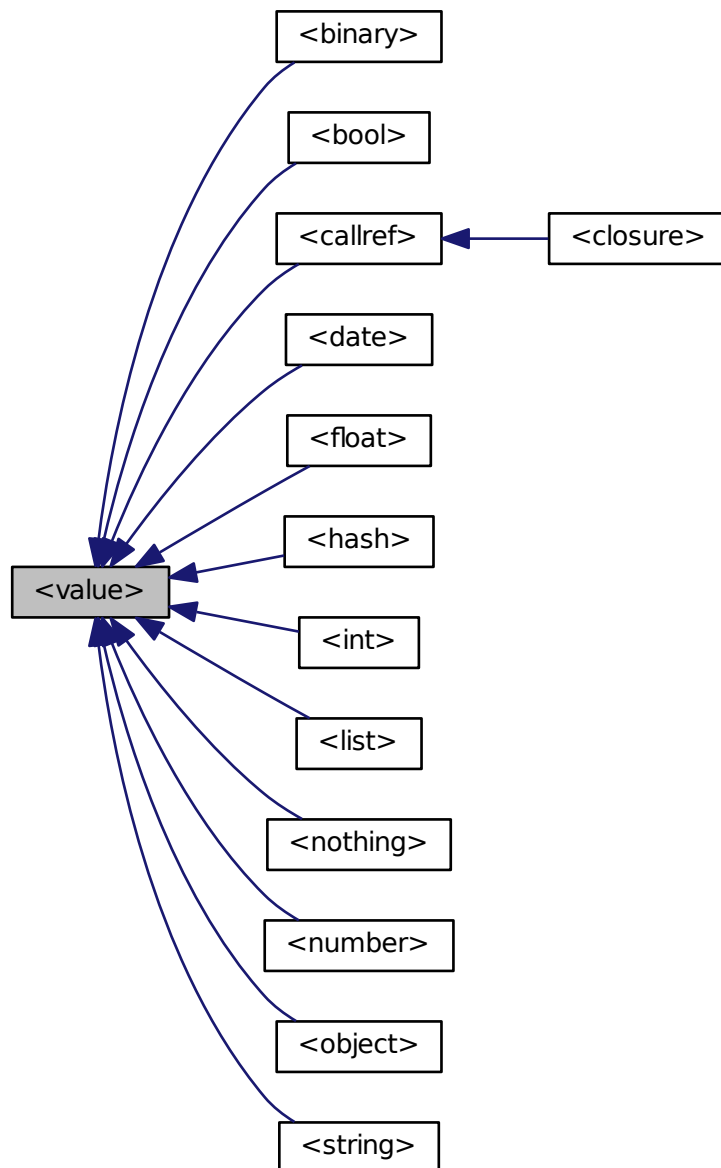 <binary>
<bool>
<callref>
<closure>
<date>
<float>
<hash>
<value>
<int>
<list>
<nothing>
<number>
<object>
<string>